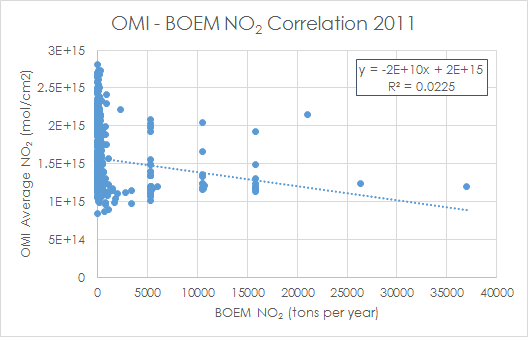 OMI - BOEM NO₂ Correlation 2011
3E+15
2.5E+15
2E+15
1.5E+15
1E+15
5E+14
0
OMI Average NO₂ (mol/cm2)
y = -2E+10x + 2E+15
R² = 0.0225
0 5000 10000 15000 20000 25000 30000 35000 40000
BOEM NO₂ (tons per year)